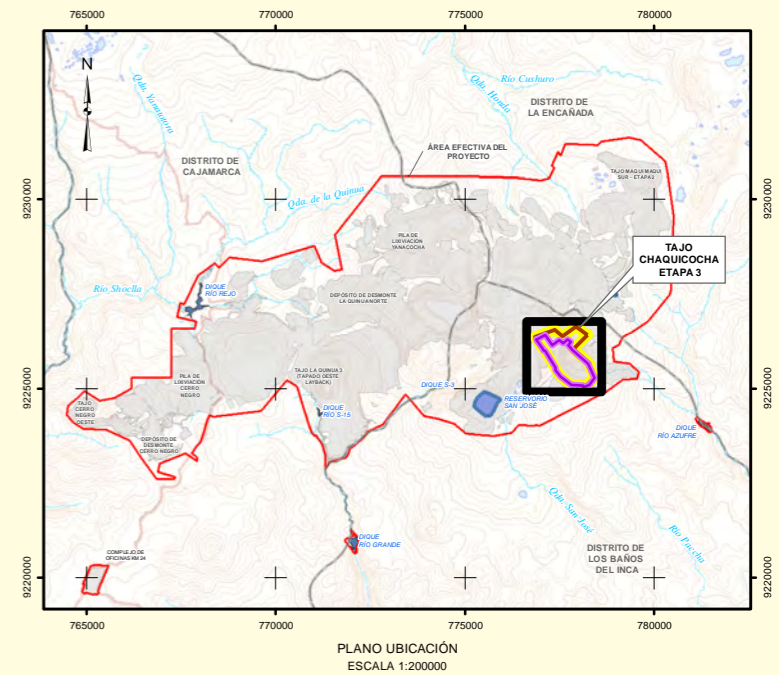 765000
770000
775000
780000
N
Qda. Yanatotora
Río Cushuro
Qda. Honda
DISTRITO DE
LA ENCAÑADA
ÁREA EFECTIVA DEL
PROYECTO
DISTRITO DE
CAJAMARCA
TAJO MAQUI MAQUI
SUR - ETAPA 2
9230000
9230000
Qda. de la Quinua
PILA DE
LIXIVIACIÓN
YANACOCHA
TAJO
CHAQUICOCHA
ETAPA 3
Río Shoclla
DIQUE
RÍO REJO
DEPÓSITO DE DESMONTE
LA QUINUA NORTE
PILA DE
LIXIVIACIÓN
CERRO
NEGRO
TAJO LA QUINUA 3
(TAPADO OESTE
LAYBACK)
DIQUE S-3
RESERVORIO
SAN JOSÉ
9225000
9225000
TAJO
CERRO
NEGRO
OESTE
DIQUE
RÍO S-15
DEPÓSITO DE
DESMONTE
CERRO NEGRO
DIQUE
RÍO AZUFRE
Qda. San José
Río Paccha
DIQUE
RÍO GRANDE
DISTRITO DE
LOS BAÑOS
DEL INCA
COMPLEJO DE
OFICINAS KM 24
9220000
9220000
765000
770000
775000
780000
PLANO UBICACIÓN
ESCALA 1:200000